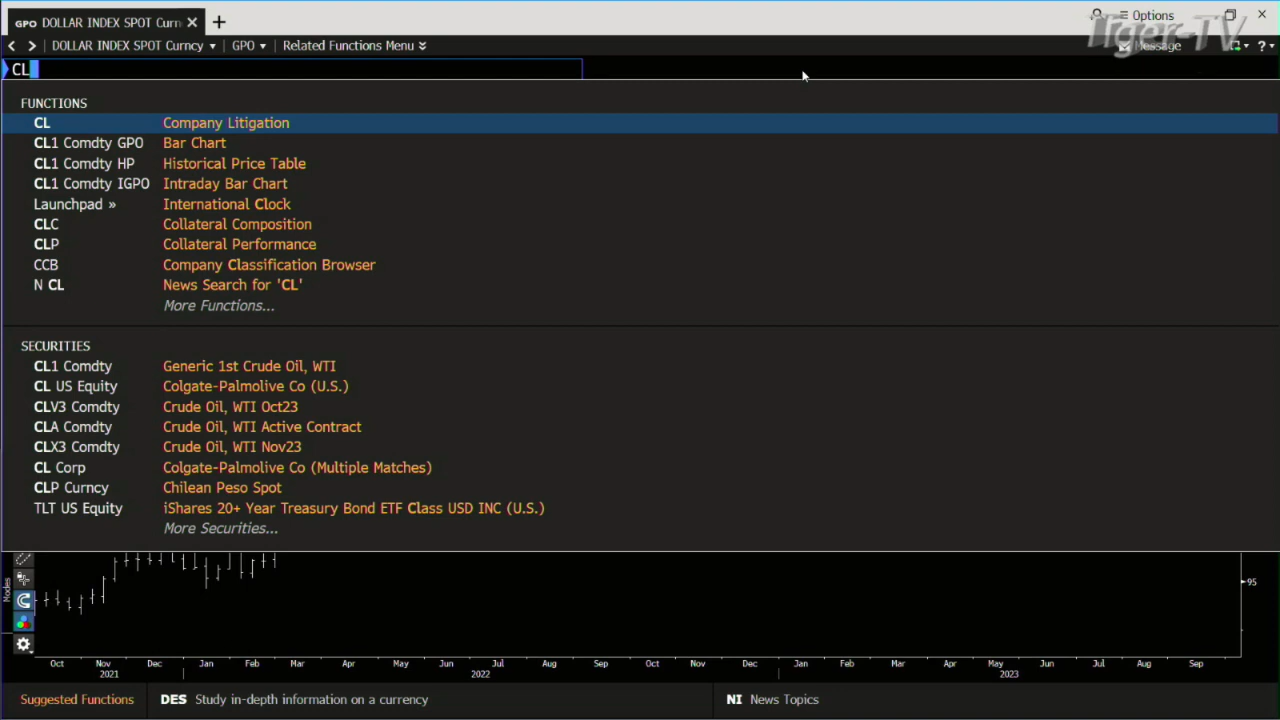 GPO DOLLAR INDEX SPOT Curn
Options
Tiger-TV
DOLLAR INDEX SPOT Curncy GPO Related Functions Menu
Message
CL
FUNCTIONS
CL Company Litigation
CL1 Comdty GPO Bar Chart
CL1 Comdty HP Historical Price Table
CL1 Comdty IGPO Intraday Bar Chart
Launchpad » International Clock
CLC Collateral Composition
CLP Collateral Performance
CCB Company Classification Browser
N CL News Search for 'CL'
More Functions...
SECURITIES
CL1 Comdty Generic 1st Crude Oil, WTI
CL US Equity Colgate-Palmolive Co (U.S.)
CLV3 Comdty Crude Oil, WTI Oct23
CLA Comdty Crude Oil, WTI Active Contract
CLX3 Comdty Crude Oil, WTI Nov23
CL Corp Colgate-Palmolive Co (Multiple Matches)
CLP Curncy Chilean Peso Spot
TLT US Equity iShares 20+ Year Treasury Bond ETF Class USD INC (U.S.)
More Securities...
Modes
95
Oct Nov Dec Jan Feb Mar Apr May Jun Jul Aug Sep Oct Nov Dec Jan Feb Mar Apr May Jun Jul Aug Sep
2021 2022 2023
Suggested Functions DES Study in-depth information on a currency NI News Topics